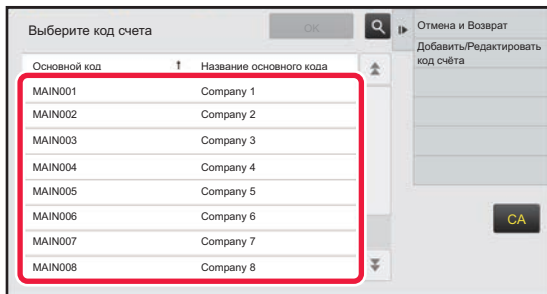 Выберите код счета
OK
Отмена и Возврат
Добавить/Редактировать
код счёта
Основной код ↑ Название основного кода
MAIN001 Company 1
MAIN002 Company 2
MAIN003 Company 3
MAIN004 Company 4
MAIN005 Company 5
MAIN006 Company 6
MAIN007 Company 7
MAIN008 Company 8
CA